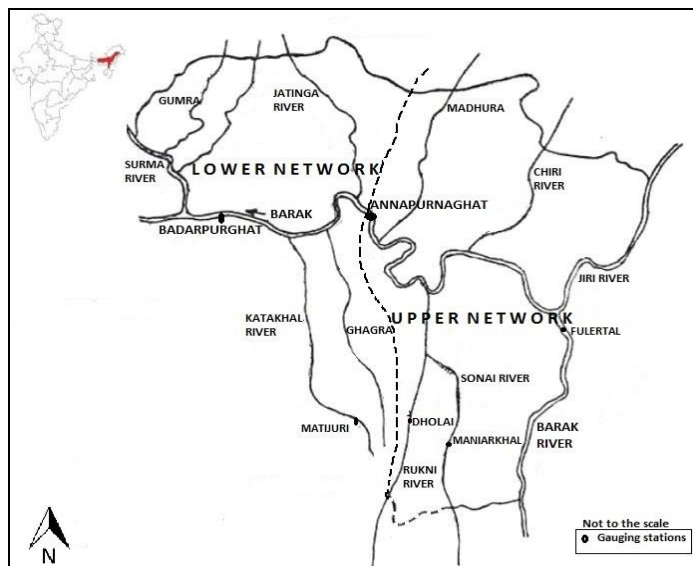 GUMRA
JATINGA
RIVER
MADHURA
SURMA
RIVER
LOWER NETWORK
CHIRI
RIVER
ANNAPURNAGHAT
BARAK
BADARPURGHAT
JIRI RIVER
KATAKHAL
RIVER
GHAGRA
UPPER NETWORK
FULERTAL
SONAI RIVER
MATIJURI
DHOLAI
MANIARKHAL
BARAK
RIVER
RUKNI
RIVER
N
Not to the scale
Gauging stations